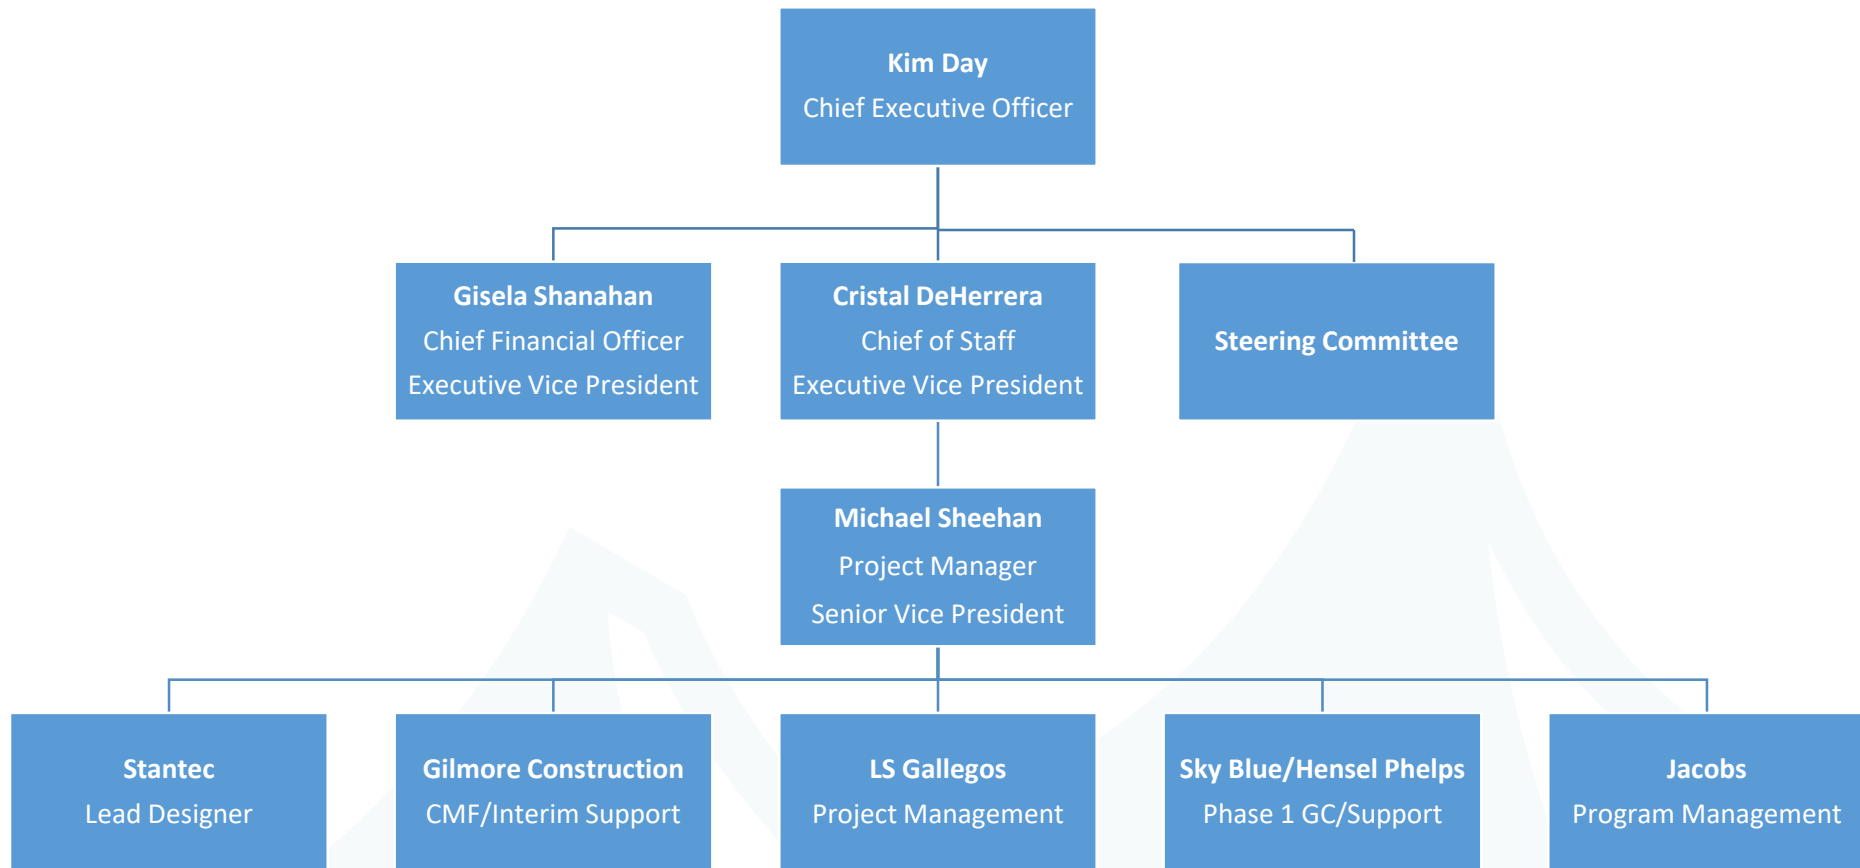 Kim Day
Chief Executive Officer
Gisela Shanahan
Chief Financial Officer
Executive Vice President
Cristal DeHerrera
Chief of Staff
Executive Vice President
Steering Committee
Michael Sheehan
Project Manager
Senior Vice President
Stantec
Lead Designer
Gilmore Construction
CMF/Interim Support
LS Gallegos
Project Management
Sky Blue/Hensel Phelps
Phase 1 GC/Support
Jacobs
Program Management